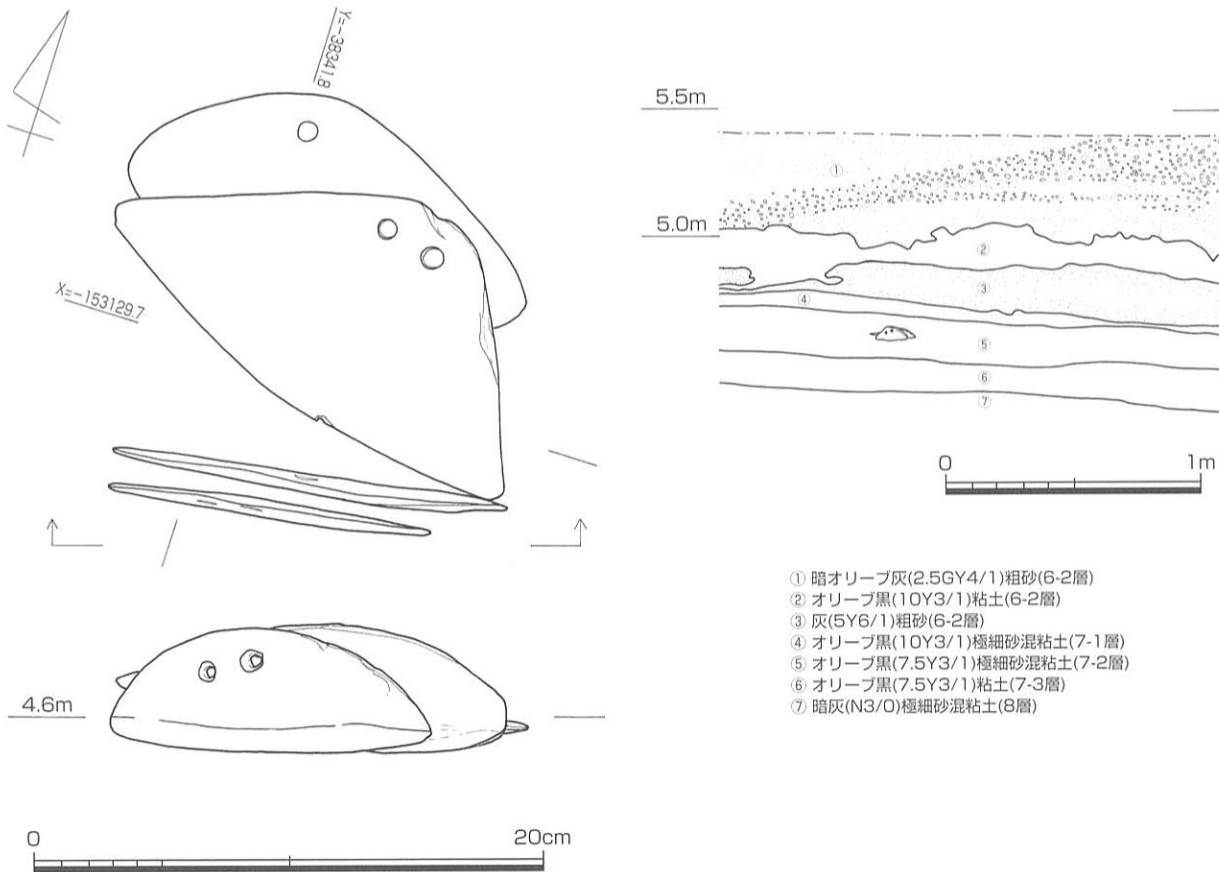 Y=-38341.8
X=-153129.7
4.6m
0 20cm
5.5m
5.0m
①
②
③
④
⑤
⑥
⑦
0 1m
① 暗オリーブ灰(2.5GY4/1)粗砂(6-2層)
② オリーブ黒(10Y3/1)粘土(6-2層)
③ 灰(5Y6/1)粗砂(6-2層)
④ オリーブ黒(10Y3/1)極細砂混粘土(7-1層)
⑤ オリーブ黒(7.5Y3/1)極細砂混粘土(7-2層)
⑥ オリーブ黒(7.5Y3/1)粘土(7-3層)
⑦ 暗灰(N3/0)極細砂混粘土(8層)